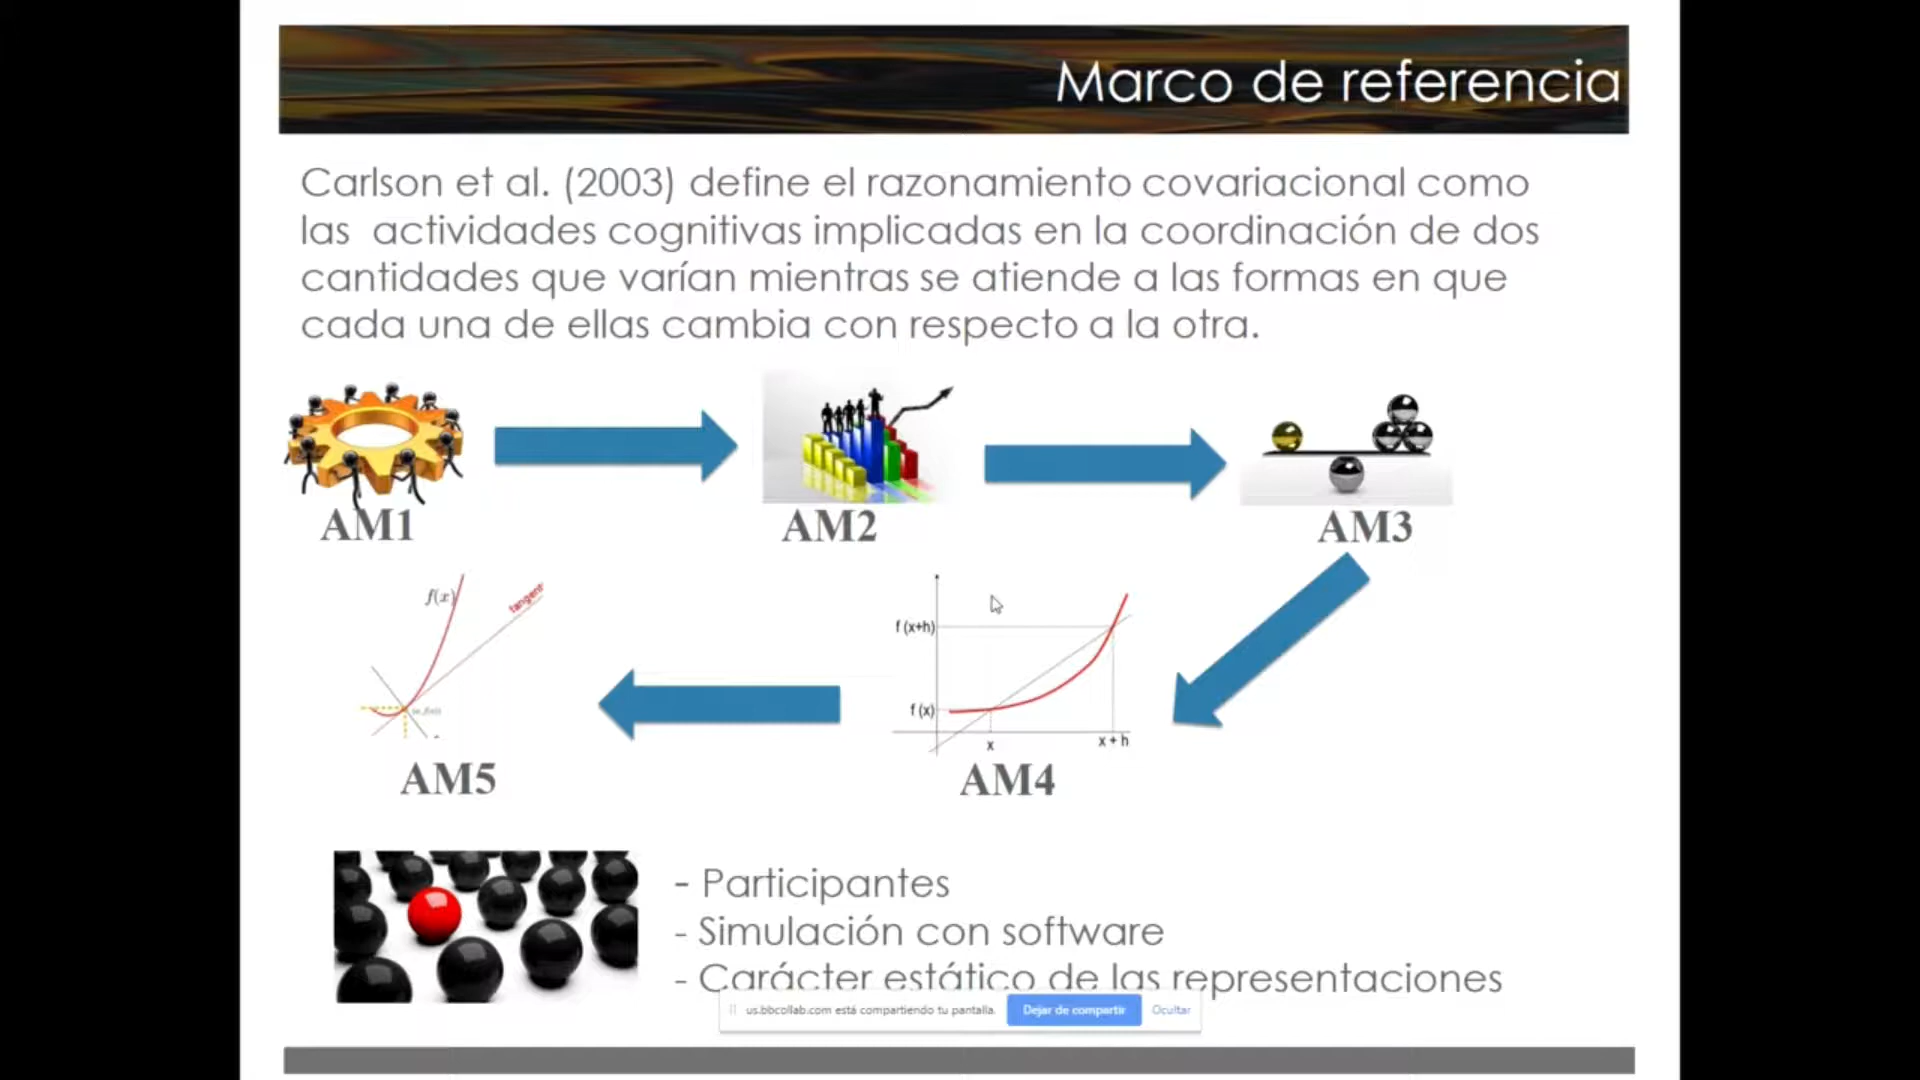 Marco de referencia
Carlson et al. (2003) define el razonamiento covariacional como
las actividades cognitivas implicadas en la coordinación de dos
cantidades que varían mientras se atiende a las formas en que
cada una de ellas cambia con respecto a la otra.
AM1
AM2
AM3
f(x)
tangent
AM5
f (x+h)
f (x)
x
x + h
AM4
- Participantes
- Simulación con software
- Carácter estático de las representaciones
us.bbcollab.com está compartiendo tu pantalla.
Dejar de compartir
Ocultar